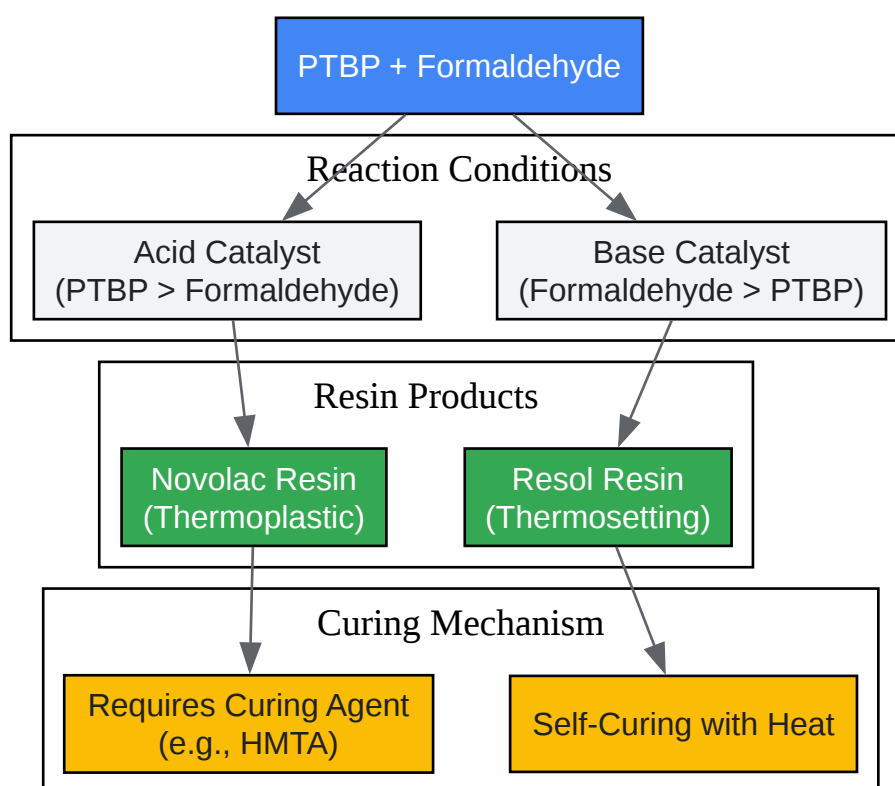 PTBP + Formaldehyde
Reaction Conditions
Acid Catalyst
(PTBP > Formaldehyde)
Base Catalyst
(Formaldehyde > PTBP)
Resin Products
Novolac Resin
(Thermoplastic)
Resol Resin
(Thermosetting)
Curing Mechanism
Requires Curing Agent
(e.g., HMTA)
Self-Curing with Heat